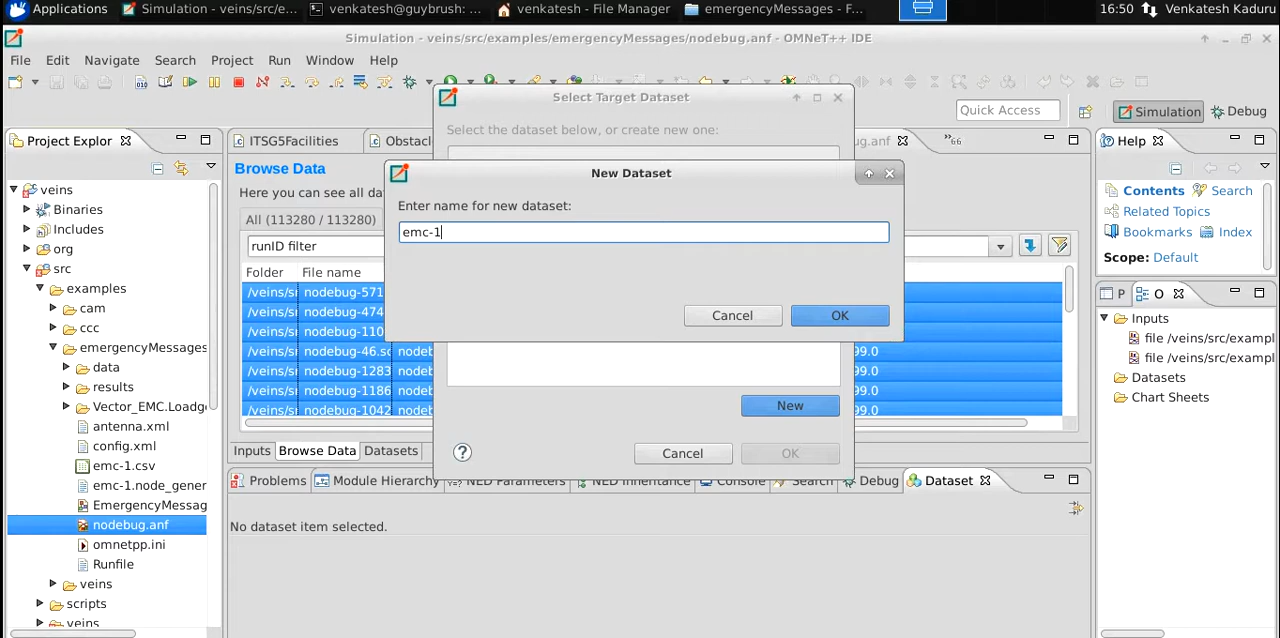 Applications Simulation - veins/src/e... venkatesh@guybrush: ... venkatesh - File Manager emergencyMessages - F... 16:50 Venkatesh Kaduru
Simulation - veins/src/examples/emergencyMessages/nodebug.anf - OMNeT++ IDE
File Edit Navigate Search Project Run Window Help
Quick Access Simulation Debug
Select Target Dataset
Select the dataset below, or create new one:
New Dataset
Enter name for new dataset:
emc-1
Cancel OK
New
Cancel OK
Project Explor
veins
Binaries
Includes
org
src
examples
cam
ccc
emergencyMessages
data
results
Vector_EMC.Loadg
antenna.xml
config.xml
emc-1.csv
emc-1.node_gener
EmergencyMessag
nodebug.anf
omnetpp.ini
Runfile
veins
scripts
veins
ITSG5Facilities Obstacl ug.anf »66
Browse Data
Here you can see all da
All (113280 / 113280)
runID filter
Folder File name
/veins/s nodebug-571
/veins/s nodebug-474
/veins/s nodebug-110
/veins/s nodebug-46.s nodeb 99.0
/veins/s nodebug-1283 99.0
/veins/s nodebug-1186 99.0
/veins/s nodebug-1042 99.0
Inputs Browse Data Datasets
Problems Module Hierarchy NED Parameters NED Inheritance Console Search Debug Dataset
No dataset item selected.
Help
Contents Search
Related Topics
Bookmarks Index
Scope: Default
P O
Inputs
file /veins/src/exampl
file /veins/src/exampl
Datasets
Chart Sheets